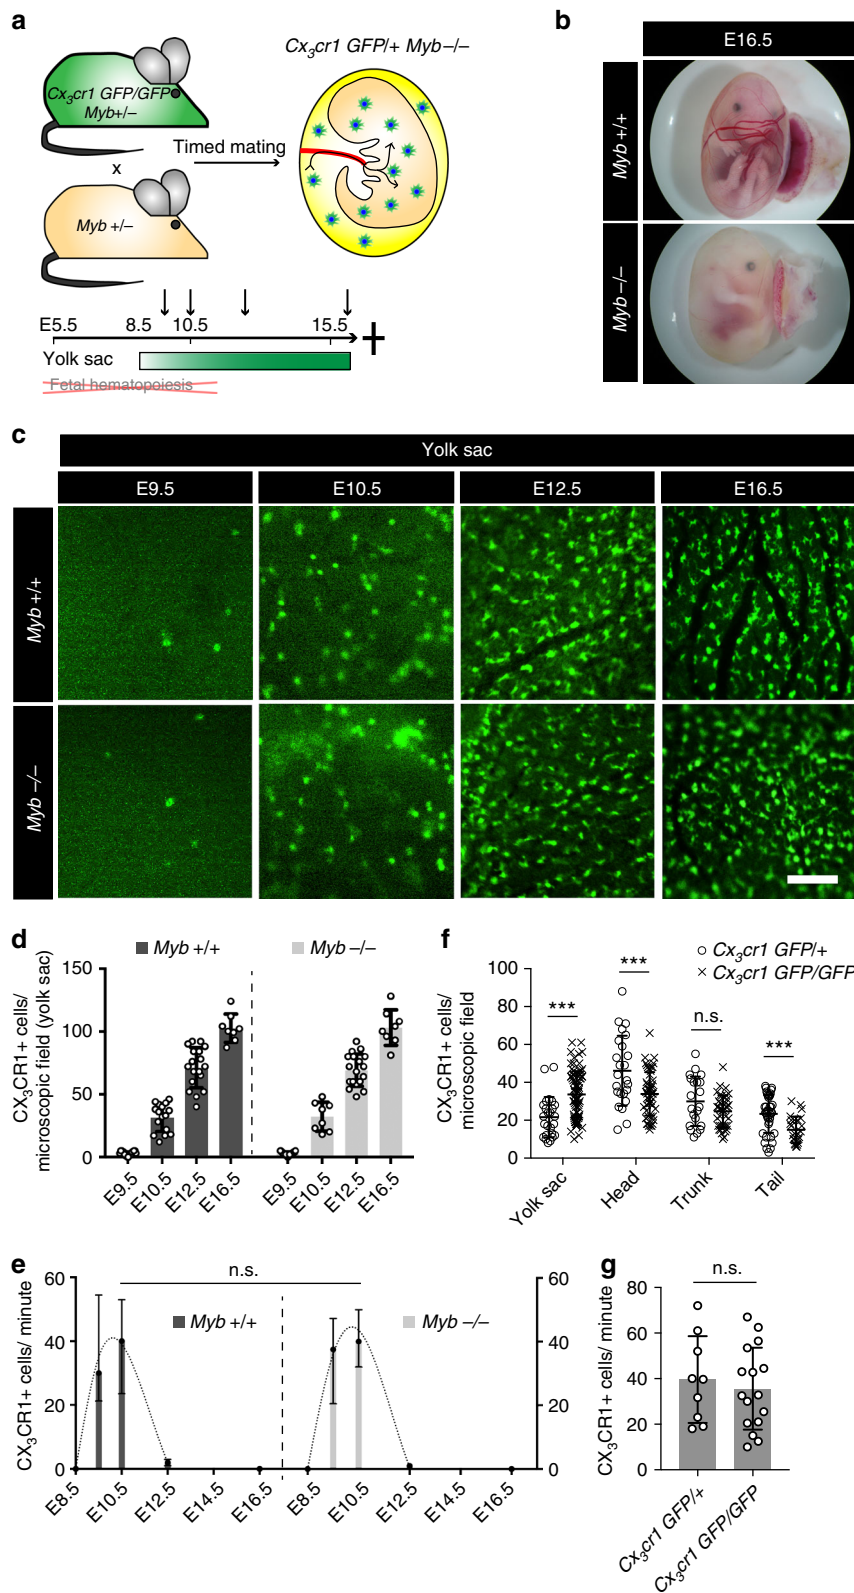 a
Cx3cr1 GFP/+ Myb–/–
Cx3cr1 GFP/GFP
Myb+/–
Timed mating
x
Myb +/–
E5.5 8.5 10.5 15.5
Yolk sac
Fetal hematopoiesis
b
E16.5
Myb +/+
Myb –/–
c
Yolk sac
E9.5 E10.5 E12.5 E16.5
Myb +/+
Myb –/–
d
Myb +/+ Myb –/–
CX3CR1+ cells/
microscopic field (yolk sac)
150
100
50
0
E9.5 E10.5 E12.5 E16.5 E9.5 E10.5 E12.5 E16.5
f
Cx3cr1 GFP/+
Cx3cr1 GFP/GFP
CX3CR1+ cells/
microscopic field
100
80
60
40
20
0
*** *** n.s. ***
Yolk sac Head Trunk Tail
e
n.s.
Myb +/+ Myb –/–
CX3CR1+ cells/ minute
60 60
40 40
20 20
0 0
E8.5 E10.5 E12.5 E14.5 E16.5 E8.5 E10.5 E12.5 E14.5 E16.5
g
n.s.
CX3CR1+ cells/ minute
80
60
40
20
0
Cx3cr1 GFP/+
Cx3cr1 GFP/GFP